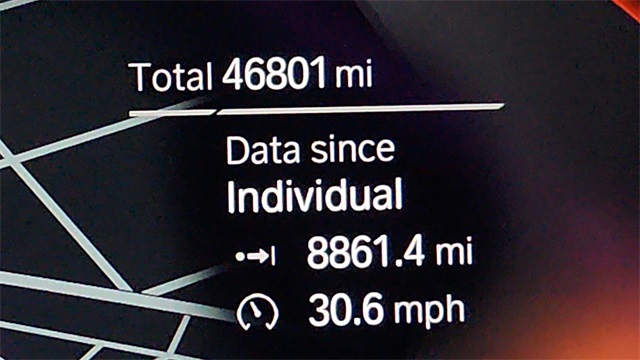 Total 46801 mi
Data since
Individual
8861.4 mi
30.6 mph